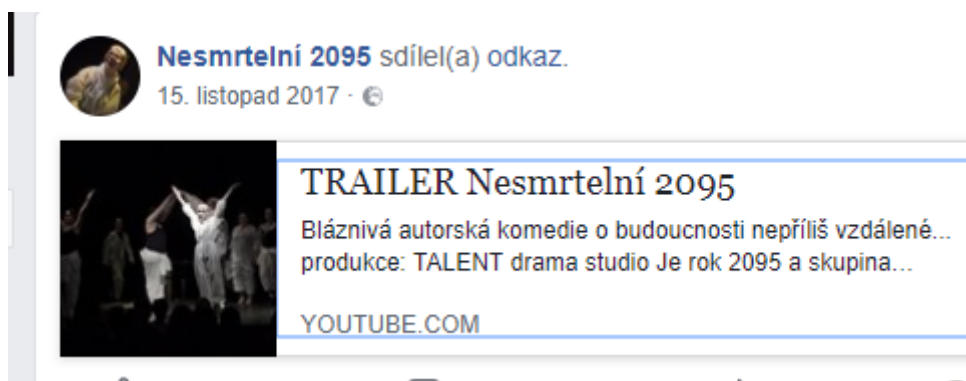 Nesmrtelní 2095 sdílel(a) odkaz.
15. listopad 2017 ·
TRAILER Nesmrtelní 2095
Bláznivá autorská komedie o budoucnosti nepříliš vzdálené...
produkce: TALENT drama studio Je rok 2095 a skupina...
YOUTUBE.COM